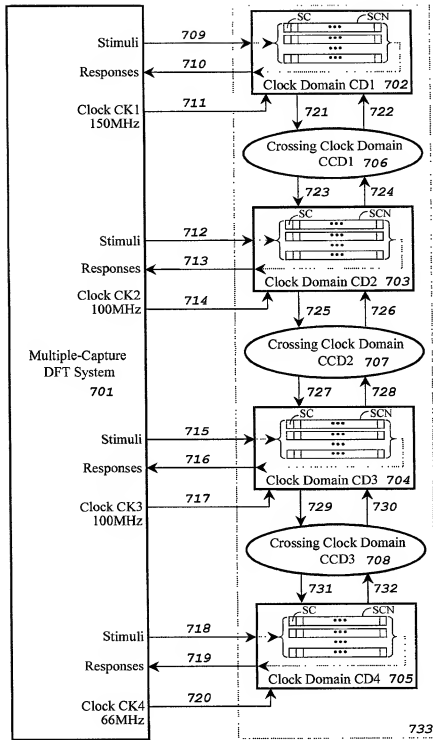 SC SCN
Stimuli 709
•••
Responses 710
Clock Domain CD1 702
Clock CK1 711
150MHz
721 722
Crossing Clock Domain
CCD1 706
723 724
SC SCN
Stimuli 712
•••
Responses 713
Clock Domain CD2 703
Clock CK2 714
100MHz
725 726
Multiple-Capture
DFT System
701
Crossing Clock Domain
CCD2 707
727 728
SC SCN
Stimuli 715
•••
Responses 716
Clock Domain CD3 704
Clock CK3 717
100MHz
729 730
Crossing Clock Domain
CCD3 708
731 732
SC SCN
Stimuli 718
•••
Responses 719
Clock Domain CD4 705
Clock CK4 720
66MHz
733